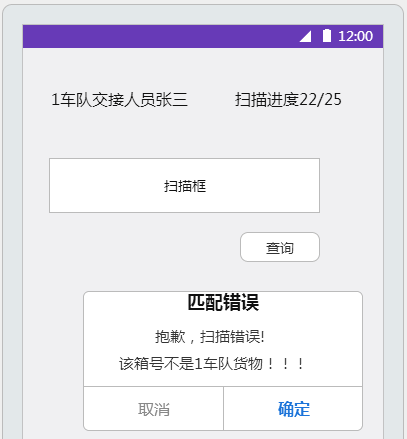 12:00
1车队交接人员张三 扫描进度22/25
扫描框
查询
匹配错误
抱歉，扫描错误!
该箱号不是1车队货物！！！
取消 确定